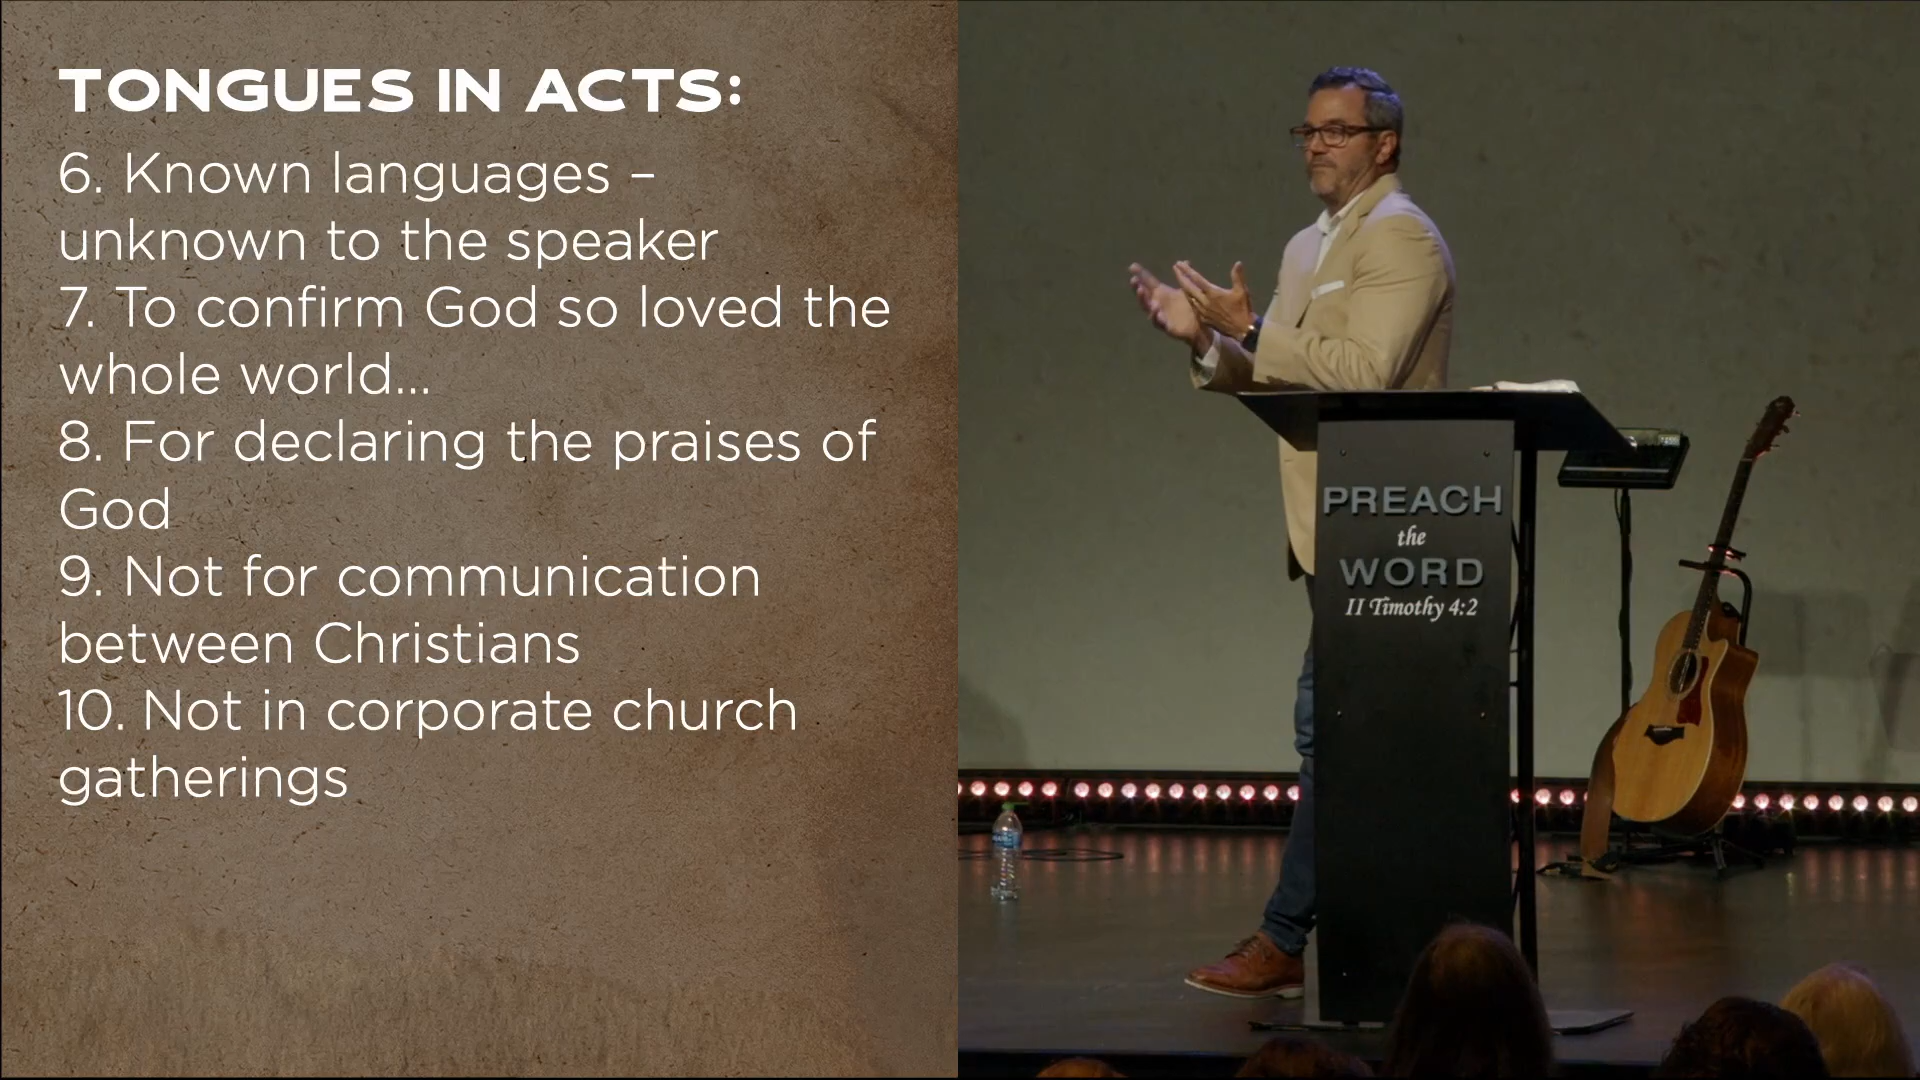 TONGUES IN ACTS:
6. Known languages –
unknown to the speaker
7. To confirm God so loved the
whole world...
8. For declaring the praises of
God
9. Not for communication
between Christians
10. Not in corporate church
gatherings
PREACH
the
WORD
II Timothy 4:2